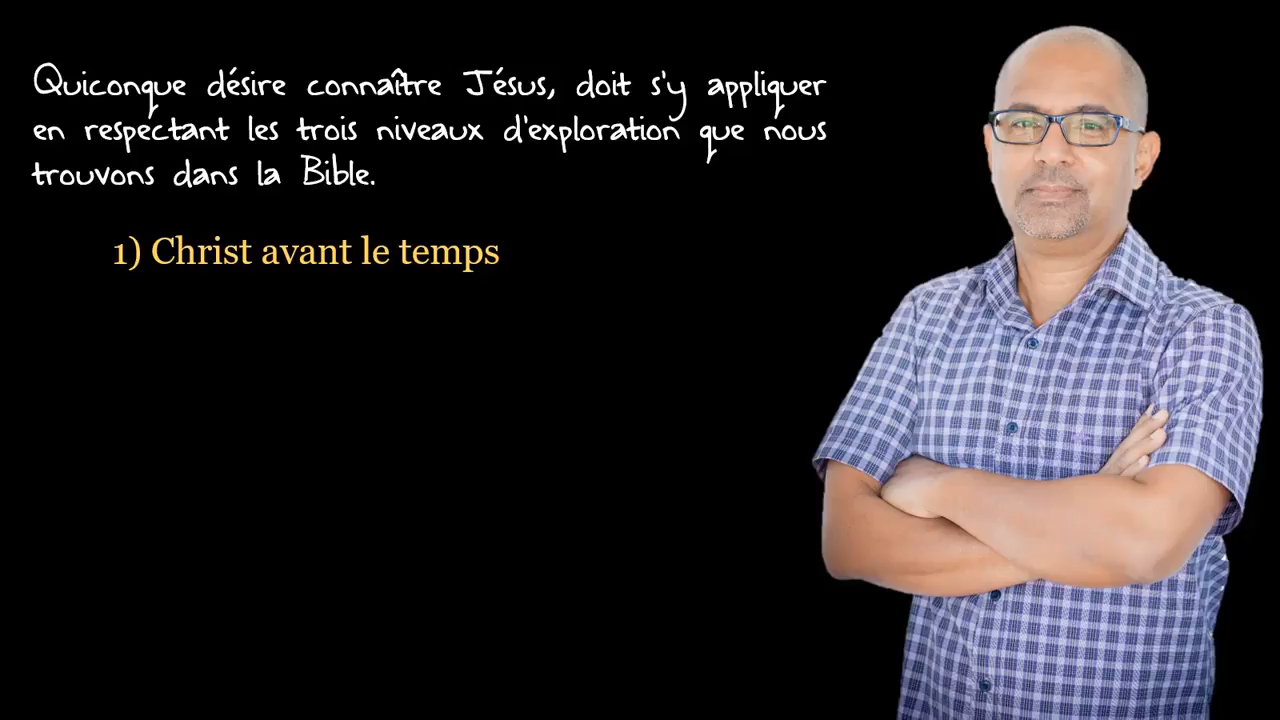 Quiconque désire connaître Jésus, doit s'y appliquer
en respectant les trois niveaux d'exploration que nous
trouvons dans la Bible.
1) Christ avant le temps